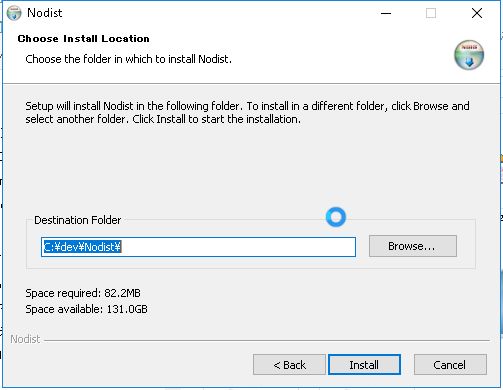 Nodist
Choose Install Location
Choose the folder in which to install Nodist.
Setup will install Nodist in the following folder. To install in a different folder, click Browse and
select another folder. Click Install to start the installation.
Destination Folder
C:¥dev¥Nodist¥
Browse...
Space required: 82.2MB
Space available: 131.0GB
Nodist
< Back
Install
Cancel